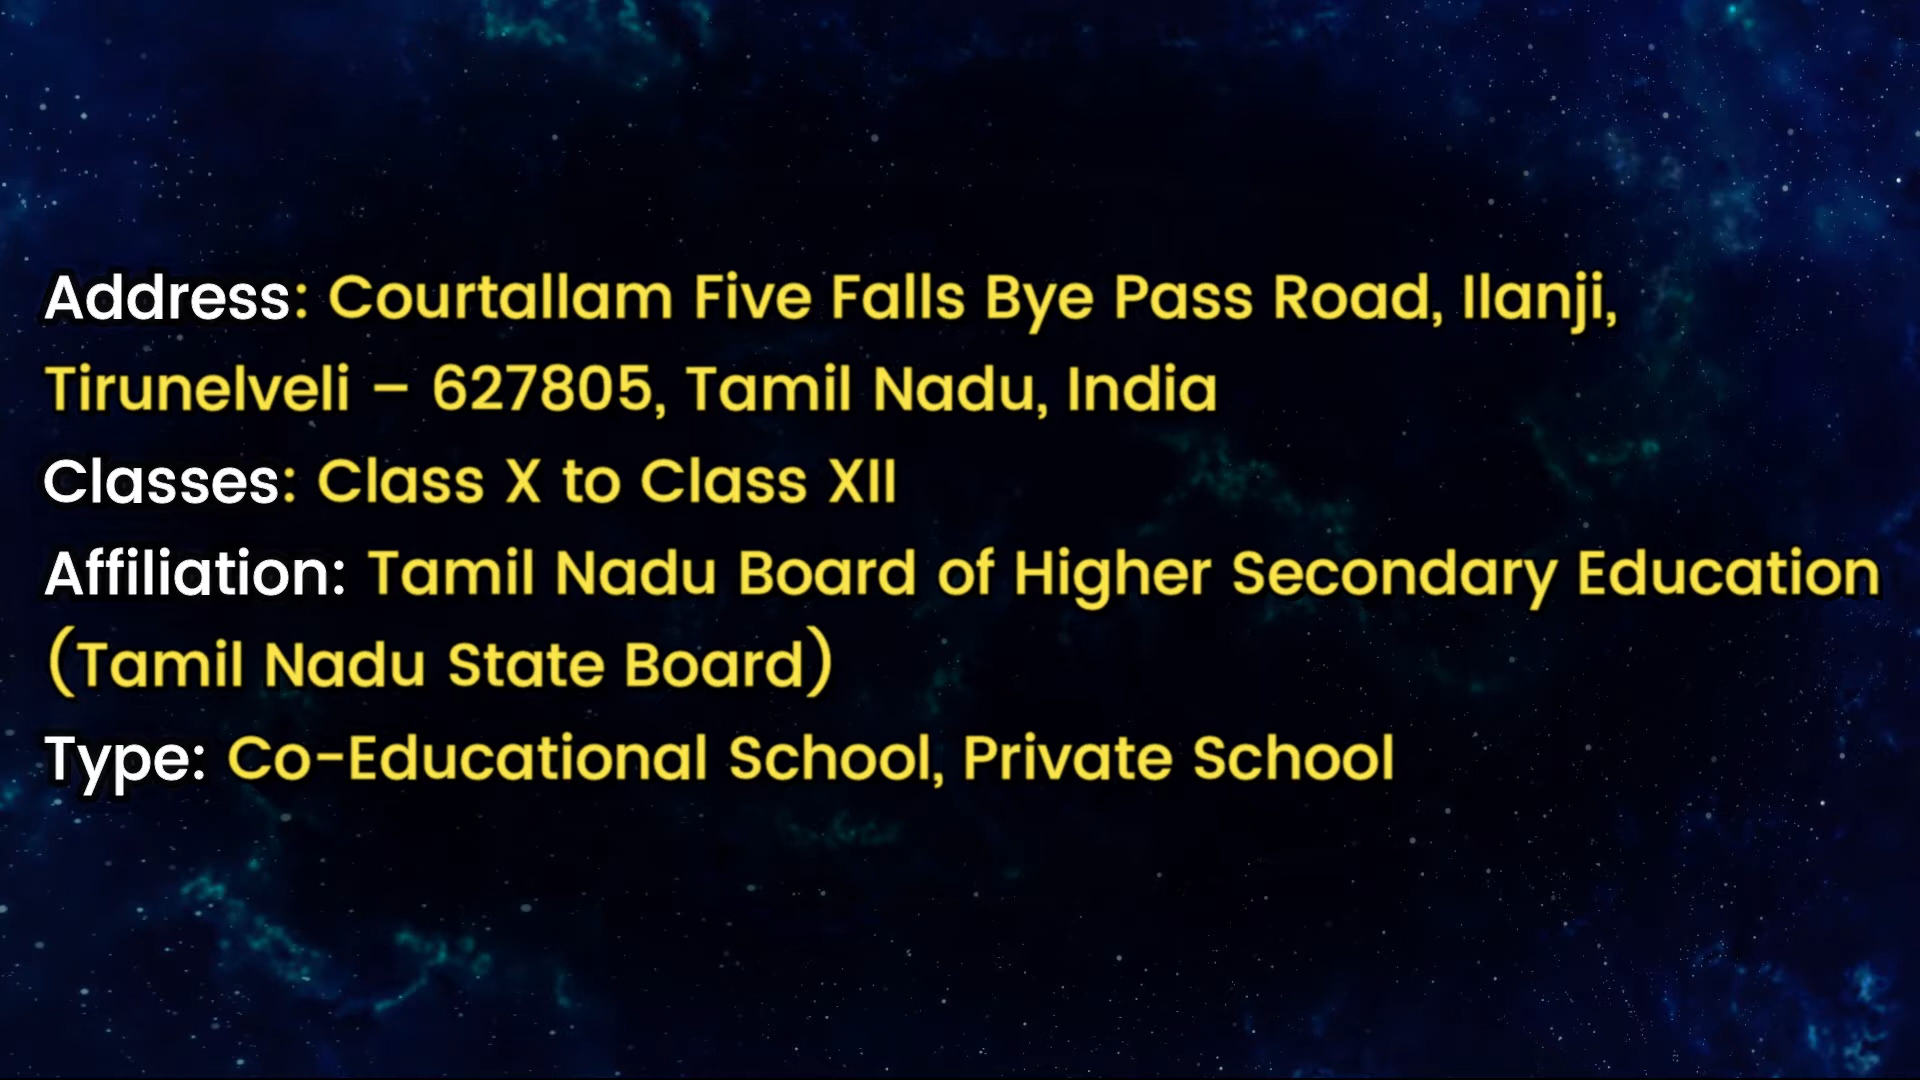 Address: Courtallam Five Falls Bye Pass Road, Ilanji,
Tirunelveli – 627805, Tamil Nadu, India
Classes: Class X to Class XII
Affiliation: Tamil Nadu Board of Higher Secondary Education
(Tamil Nadu State Board)
Type: Co-Educational School, Private School